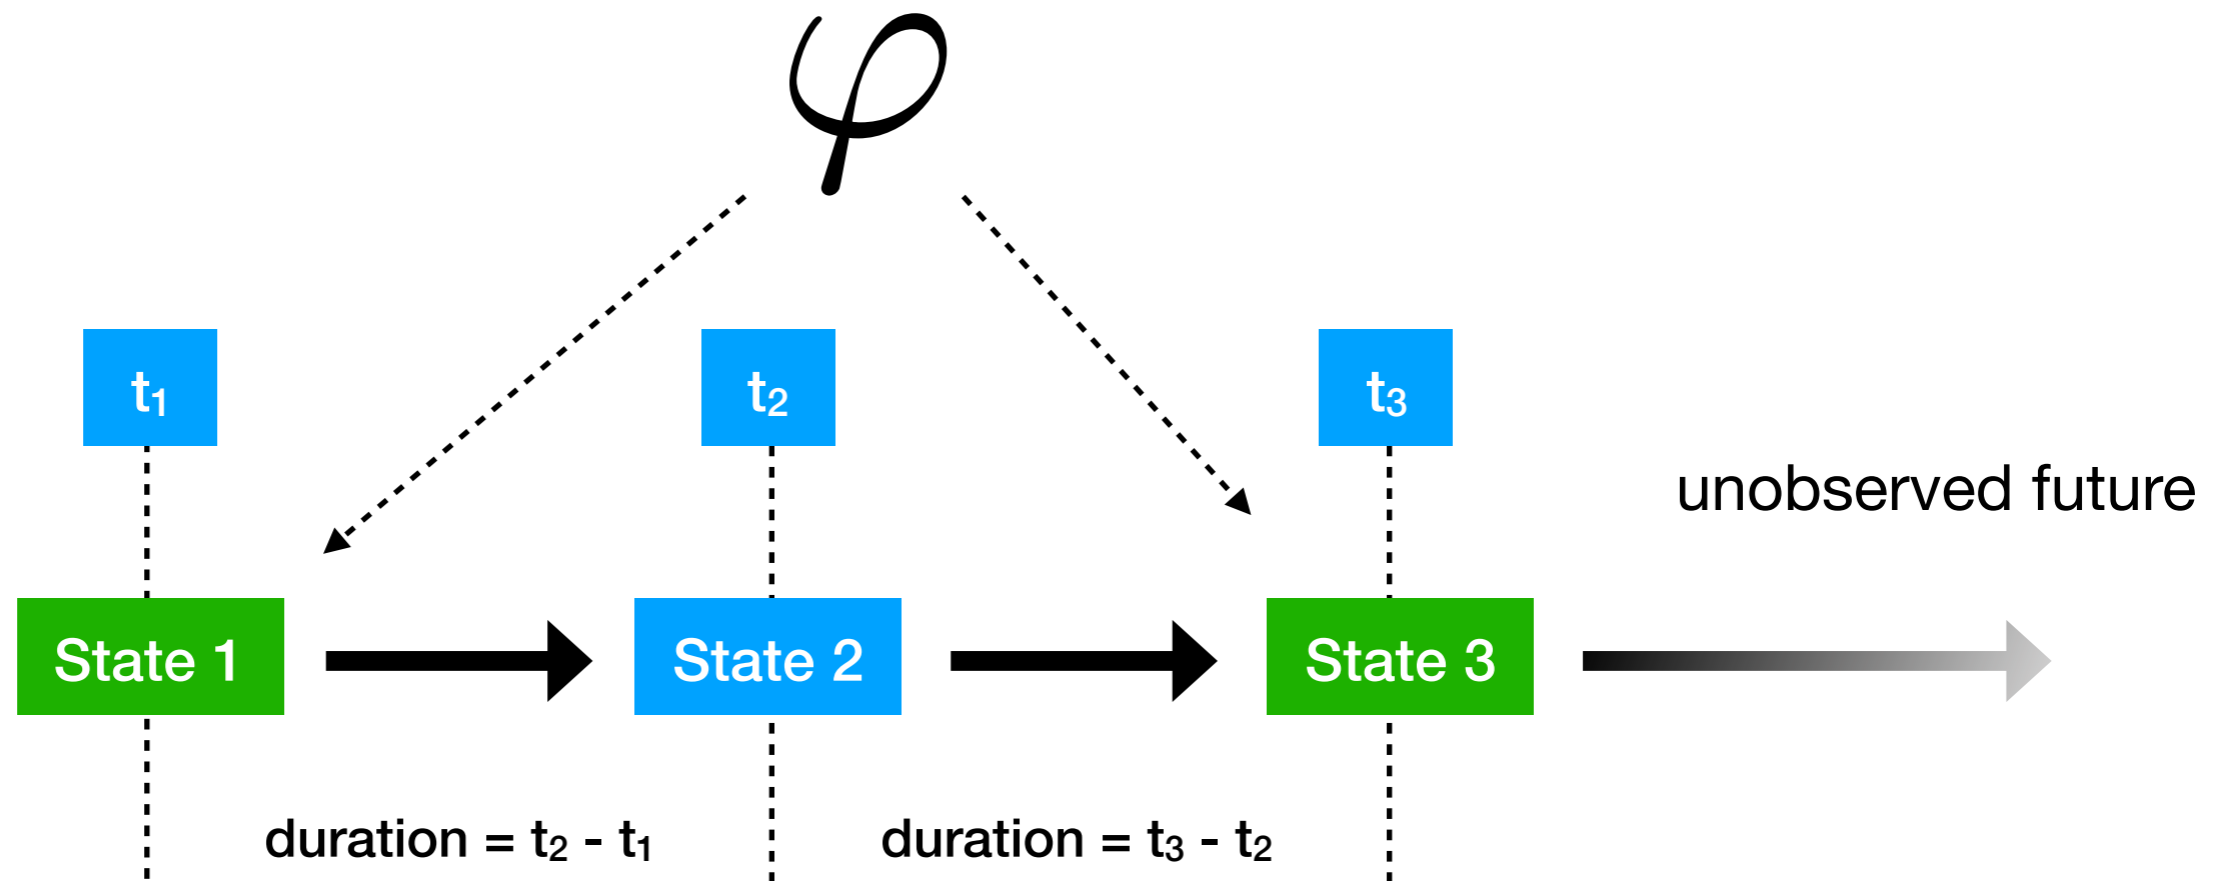 φ
t₁
t₂
t₃
unobserved future
State 1
State 2
State 3
duration = t₂ - t₁
duration = t₃ - t₂